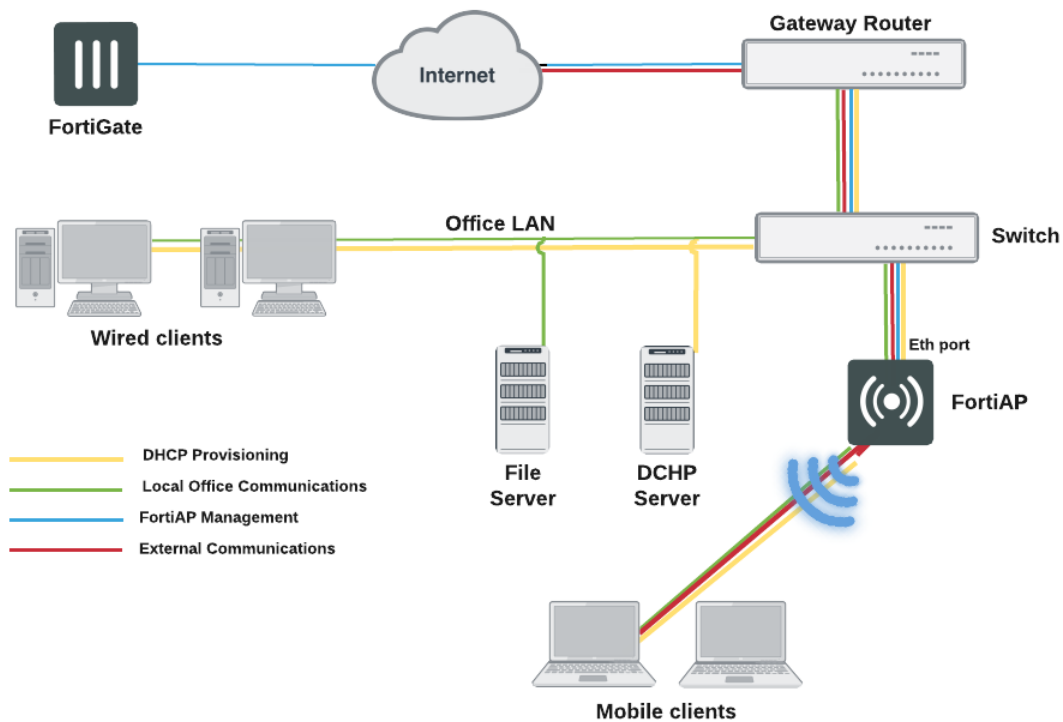 Gateway Router
Internet
FortiGate
Office LAN
Switch
Wired clients
Eth port
FortiAP
DHCP Provisioning
Local Office Communications
FortiAP Management
External Communications
File
Server
DCHP
Server
Mobile clients